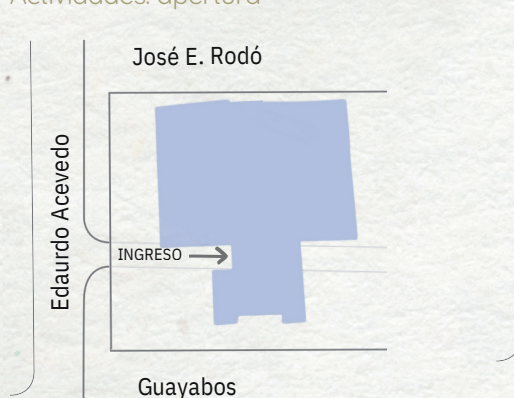 Actividades: apertura
José E. Rodó
Edaurdo Acevedo
INGRESO
Guayabos